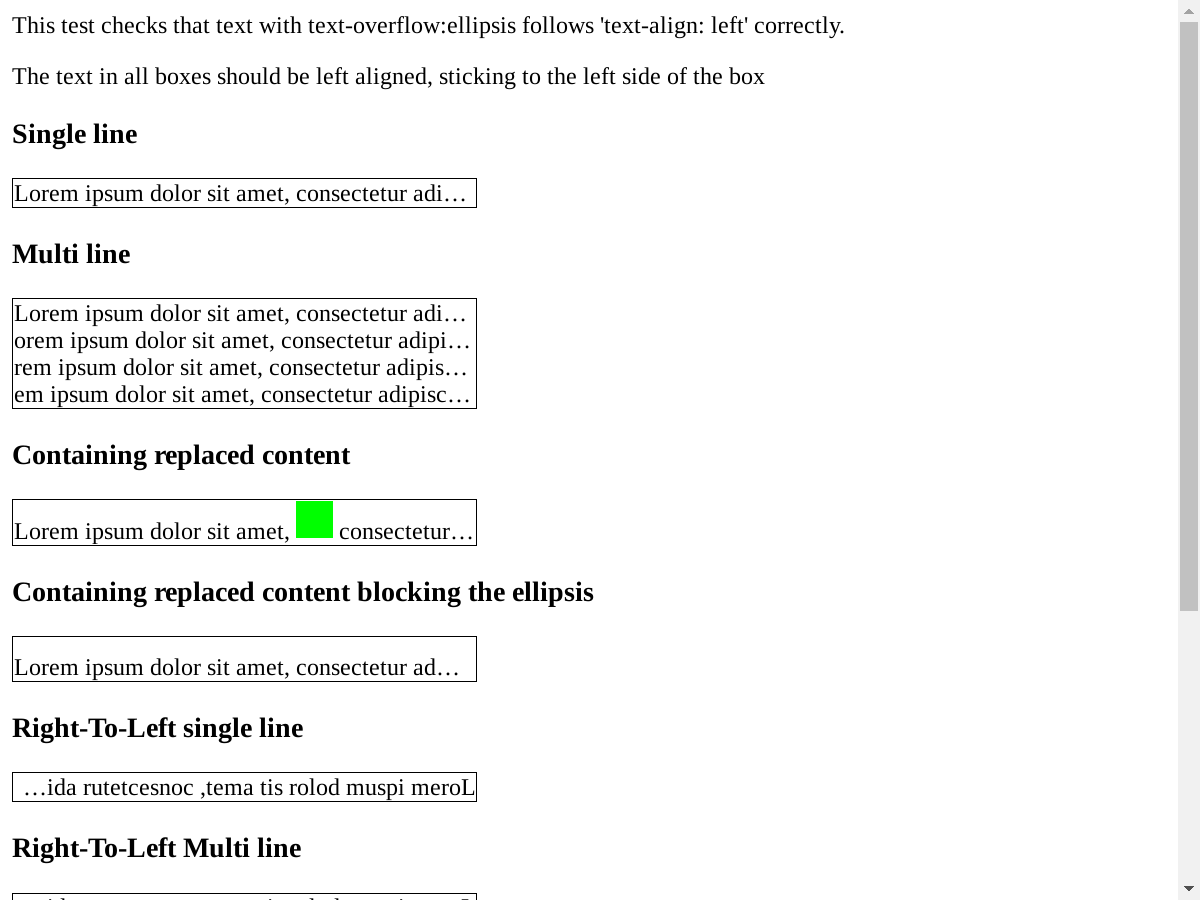 This test checks that text with text-overflow:ellipsis follows 'text-align: left' correctly.
The text in all boxes should be left aligned, sticking to the left side of the box
Single line
Lorem ipsum dolor sit amet, consectetur adi…
Multi line
Lorem ipsum dolor sit amet, consectetur adi…
orem ipsum dolor sit amet, consectetur adipi…
rem ipsum dolor sit amet, consectetur adipis…
em ipsum dolor sit amet, consectetur adipisc…
Containing replaced content
Lorem ipsum dolor sit amet, consectetur…
Containing replaced content blocking the ellipsis
Lorem ipsum dolor sit amet, consectetur ad…
Right-To-Left single line
…ida rutetcesnoc ,tema tis rolod muspi meroL
Right-To-Left Multi line